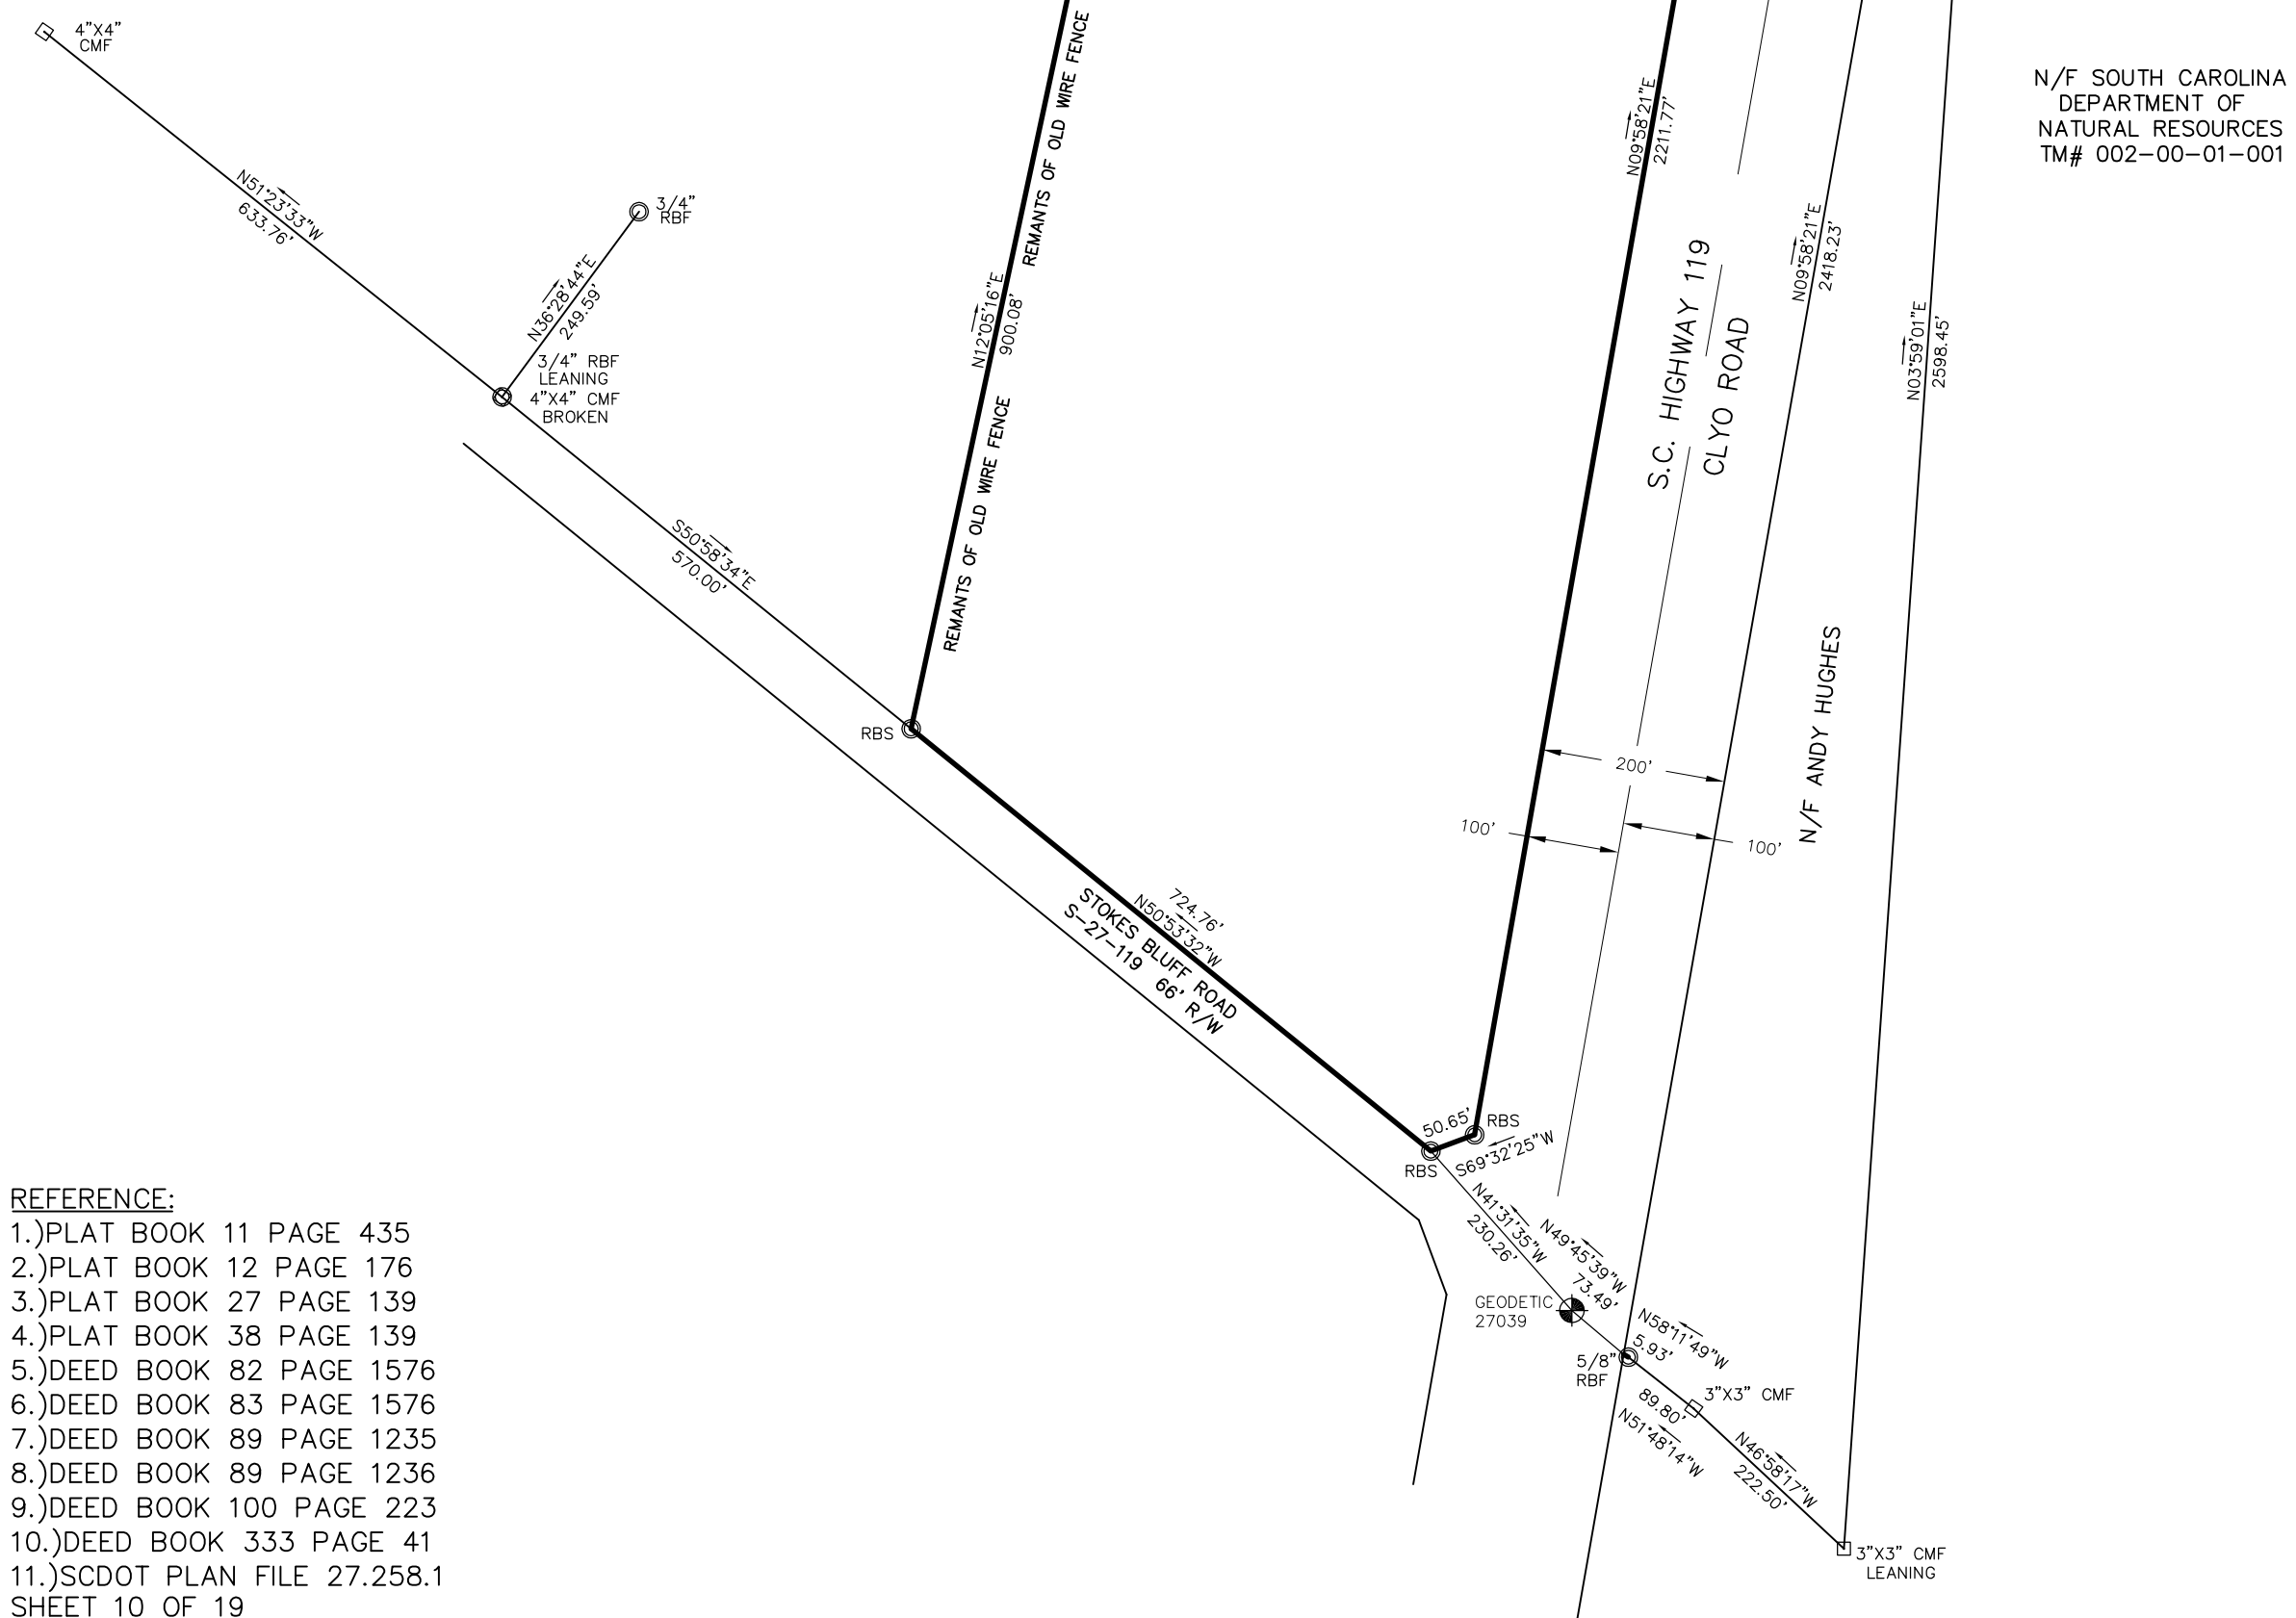 4"X4"
CMF
N51°23'33"W
633.76'
3/4"
RBF
N36°28'44"E
249.59'
3/4" RBF
LEANING
4"X4" CMF
BROKEN
S50°58'34"E
570.00'
REMANTS OF OLD WIRE FENCE
N12°05'16"E
900.08'
REMANTS OF OLD WIRE FENCE
RBS
N09°58'21"E
2211.77'
S.C. HIGHWAY 119
CLYO ROAD
N09°58'21"E
2418.23'
N03°59'01"E
2598.45'
N/F SOUTH CAROLINA
DEPARTMENT OF
NATURAL RESOURCES
TM# 002-00-01-001
N/F ANDY HUGHES
200'
100'
100'
724.76'
N50°53'32"W
STOKES BLUFF ROAD
S-27-119 66' R/W
50.65'
RBS
RBS
S69°32'25"W
N41°31'35"W
230.26'
N49°45'39"W
73.49'
GEODETIC
27039
N58°11'49"W
5.93'
5/8"
RBF
3"X3" CMF
89.80'
N51°48'14"W
N46°58'17"W
222.50'
3"X3" CMF
LEANING
REFERENCE:
1.)PLAT BOOK 11 PAGE 435
2.)PLAT BOOK 12 PAGE 176
3.)PLAT BOOK 27 PAGE 139
4.)PLAT BOOK 38 PAGE 139
5.)DEED BOOK 82 PAGE 1576
6.)DEED BOOK 83 PAGE 1576
7.)DEED BOOK 89 PAGE 1235
8.)DEED BOOK 89 PAGE 1236
9.)DEED BOOK 100 PAGE 223
10.)DEED BOOK 333 PAGE 41
11.)SCDOT PLAN FILE 27.258.1
SHEET 10 OF 19